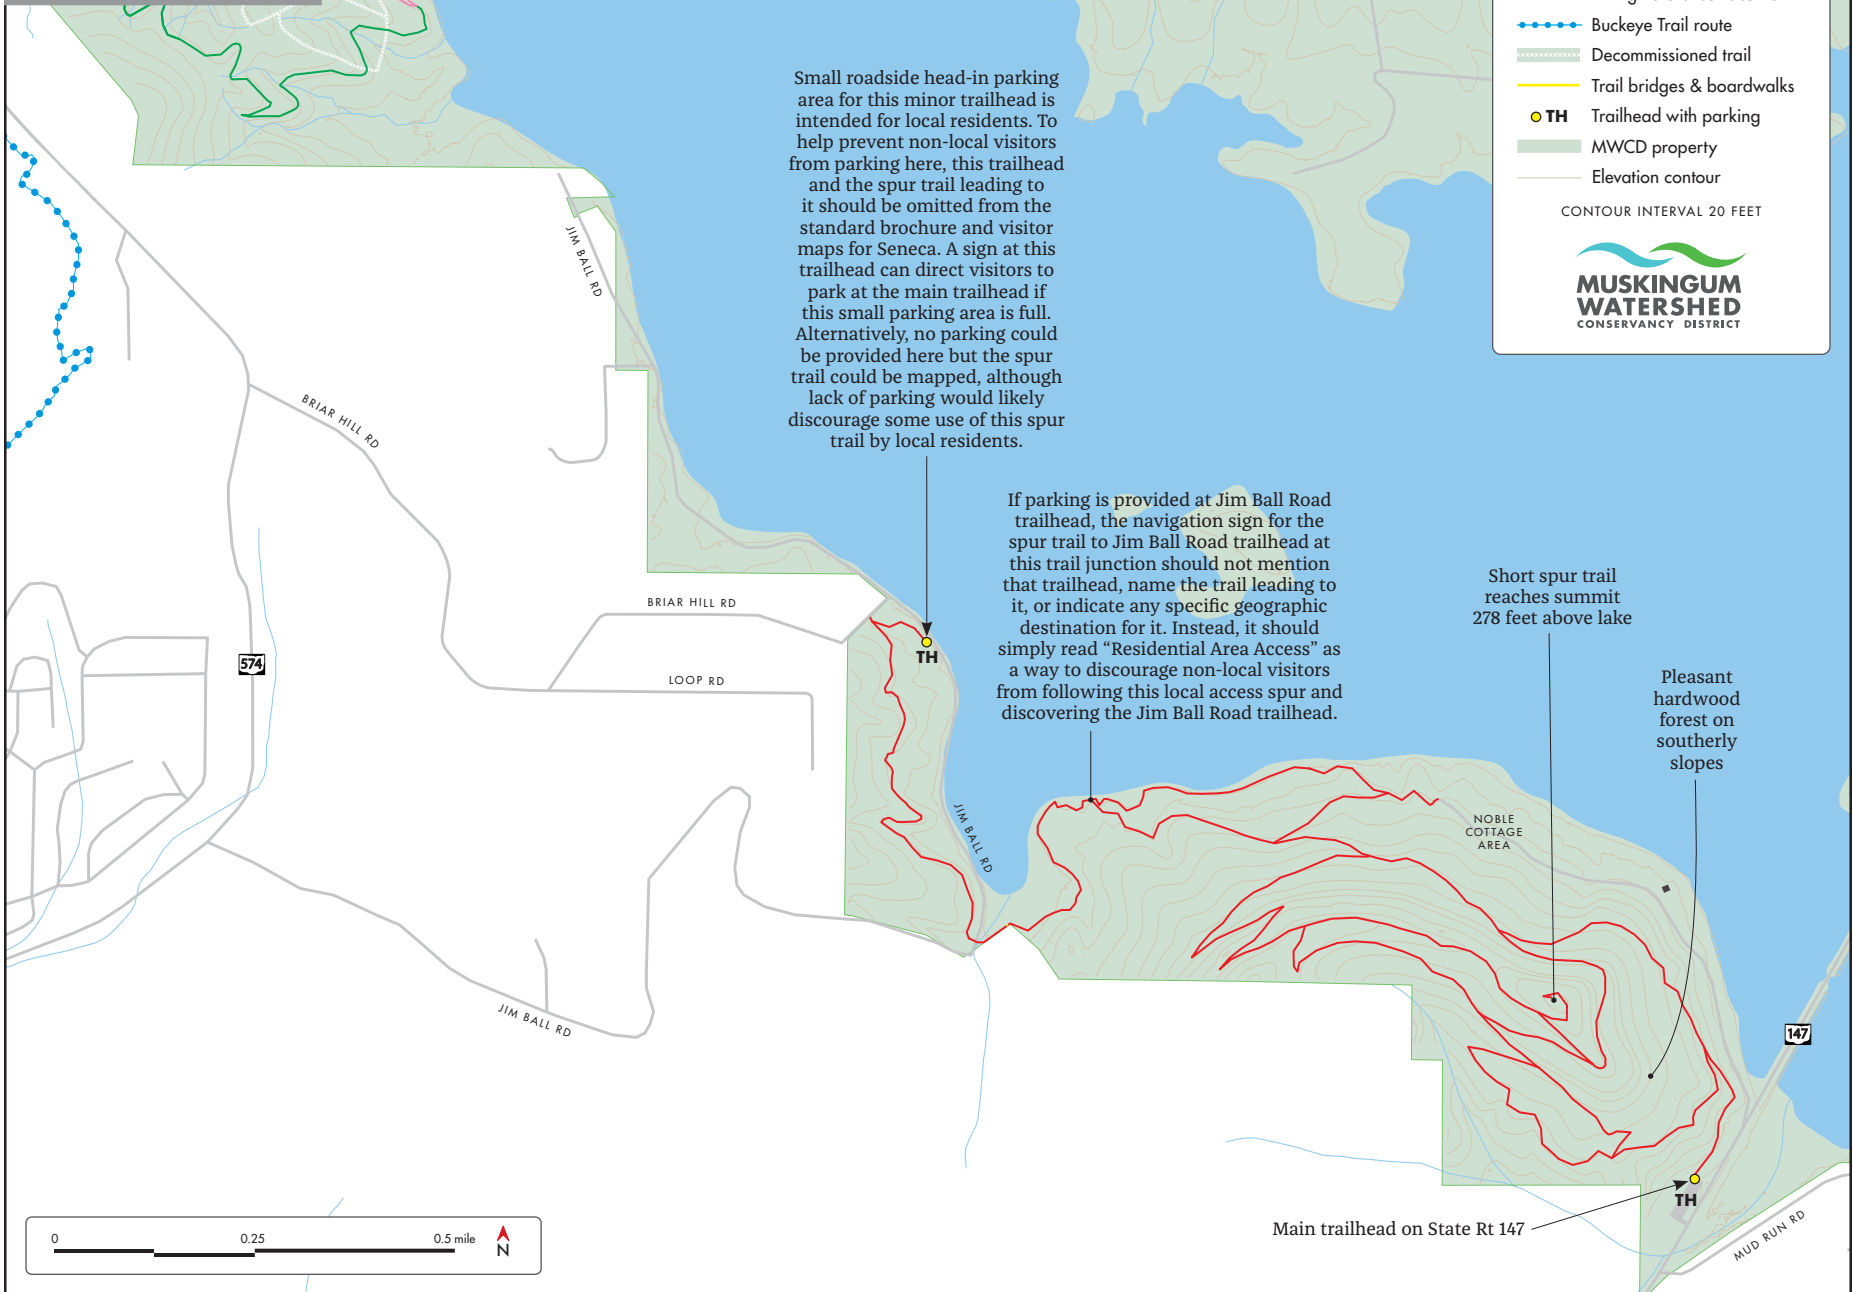 Buckeye Trail route
Decommissioned trail
Trail bridges & boardwalks
TH Trailhead with parking
MWCD property
Elevation contour
CONTOUR INTERVAL 20 FEET
MUSKINGUM
WATERSHED
CONSERVANCY DISTRICT
Small roadside head-in parking
area for this minor trailhead is
intended for local residents. To
help prevent non-local visitors
from parking here, this trailhead
and the spur trail leading to
it should be omitted from the
standard brochure and visitor
maps for Seneca. A sign at this
trailhead can direct visitors to
park at the main trailhead if
this small parking area is full.
Alternatively, no parking could
be provided here but the spur
trail could be mapped, although
lack of parking would likely
discourage some use of this spur
trail by local residents.
JIM BALL RD
BRIAR HILL RD
If parking is provided at Jim Ball Road
trailhead, the navigation sign for the
spur trail to Jim Ball Road trailhead at
this trail junction should not mention
that trailhead, name the trail leading to
it, or indicate any specific geographic
destination for it. Instead, it should
simply read “Residential Area Access” as
a way to discourage non-local visitors
from following this local access spur and
discovering the Jim Ball Road trailhead.
Short spur trail
reaches summit
278 feet above lake
BRIAR HILL RD
TH
574
LOOP RD
Pleasant
hardwood
forest on
southerly
slopes
JIM BALL RD
NOBLE
COTTAGE
AREA
JIM BALL RD
147
TH
Main trailhead on State Rt 147
MUD RUN RD
0 0.25 0.5 mile
N